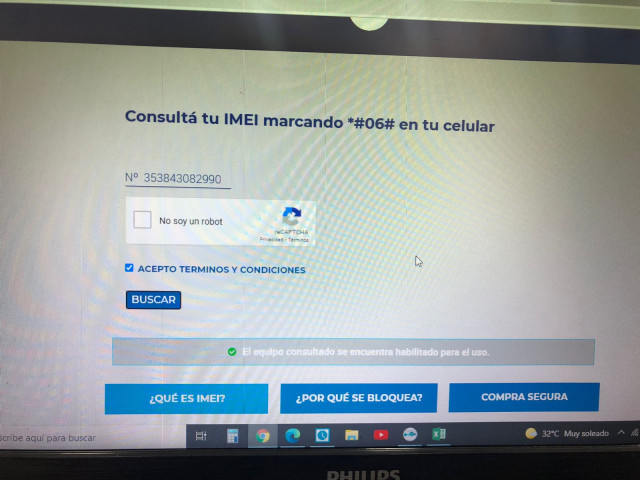 Consultá tu IMEI marcando *#06# en tu celular
Nº 353843082990
No soy un robot
reCAPTCHA
Privacidad - Términos
ACEPTO TERMINOS Y CONDICIONES
BUSCAR
El equipo consultado se encuentra habilitado para el uso.
¿QUÉ ES IMEI? ¿POR QUÉ SE BLOQUEA? COMPRA SEGURA
scribe aquí para buscar 32°C Muy soleado
PHILIPS